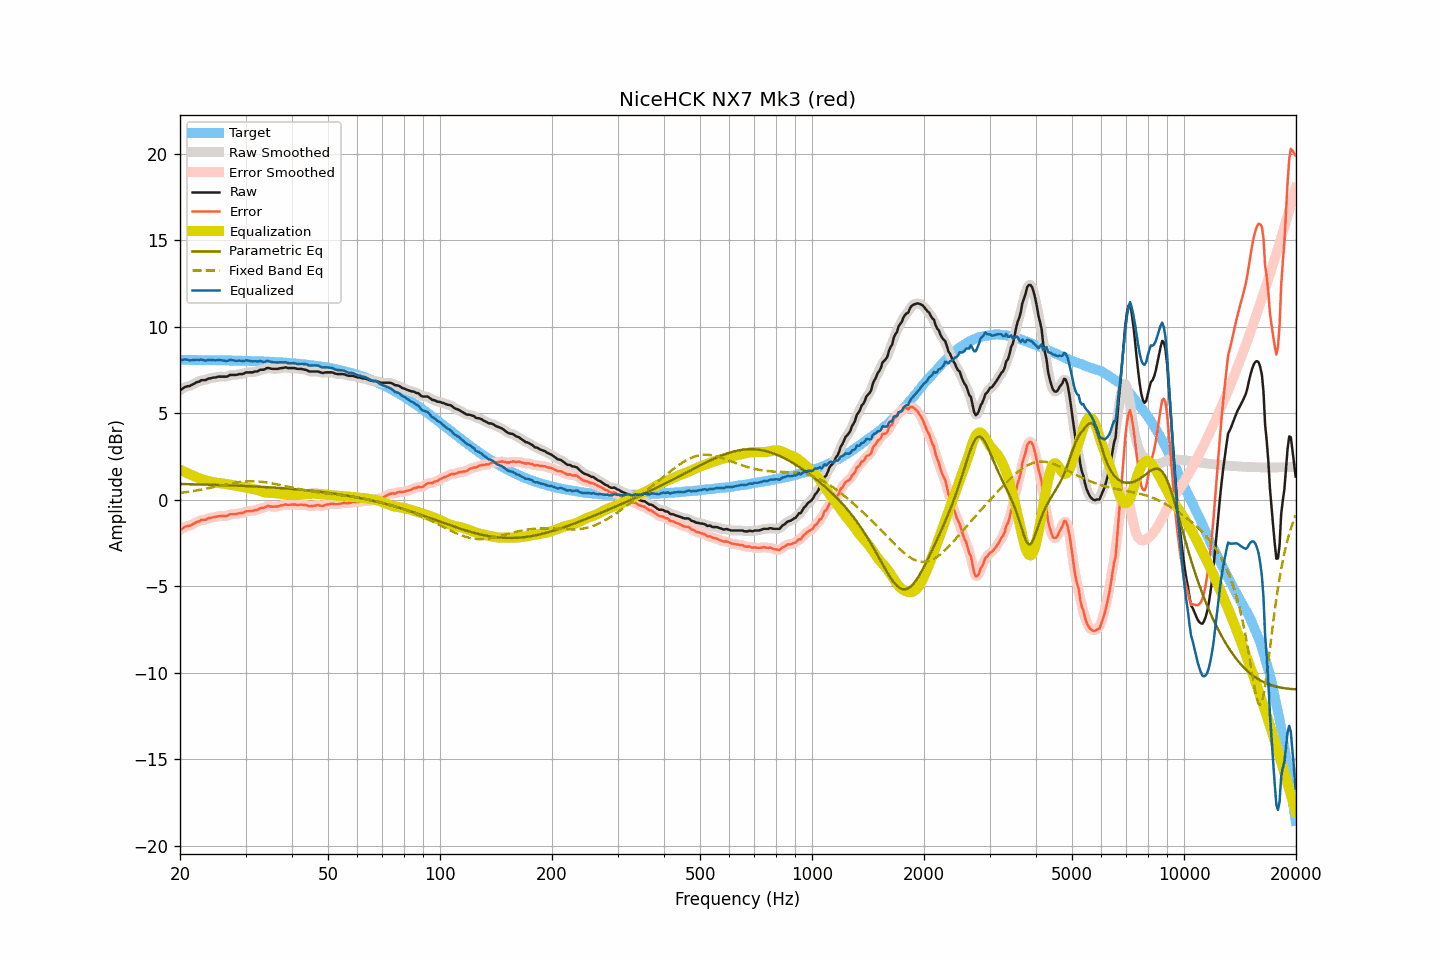 NiceHCK NX7 Mk3 (red)
Target
Raw Smoothed
Error Smoothed
Raw
Error
Equalization
Parametric Eq
Fixed Band Eq
Equalized
20
15
10
5
0
−5
−10
−15
−20
Amplitude (dBr)
20 50 100 200 500 1000 2000 5000 10000 20000
Frequency (Hz)